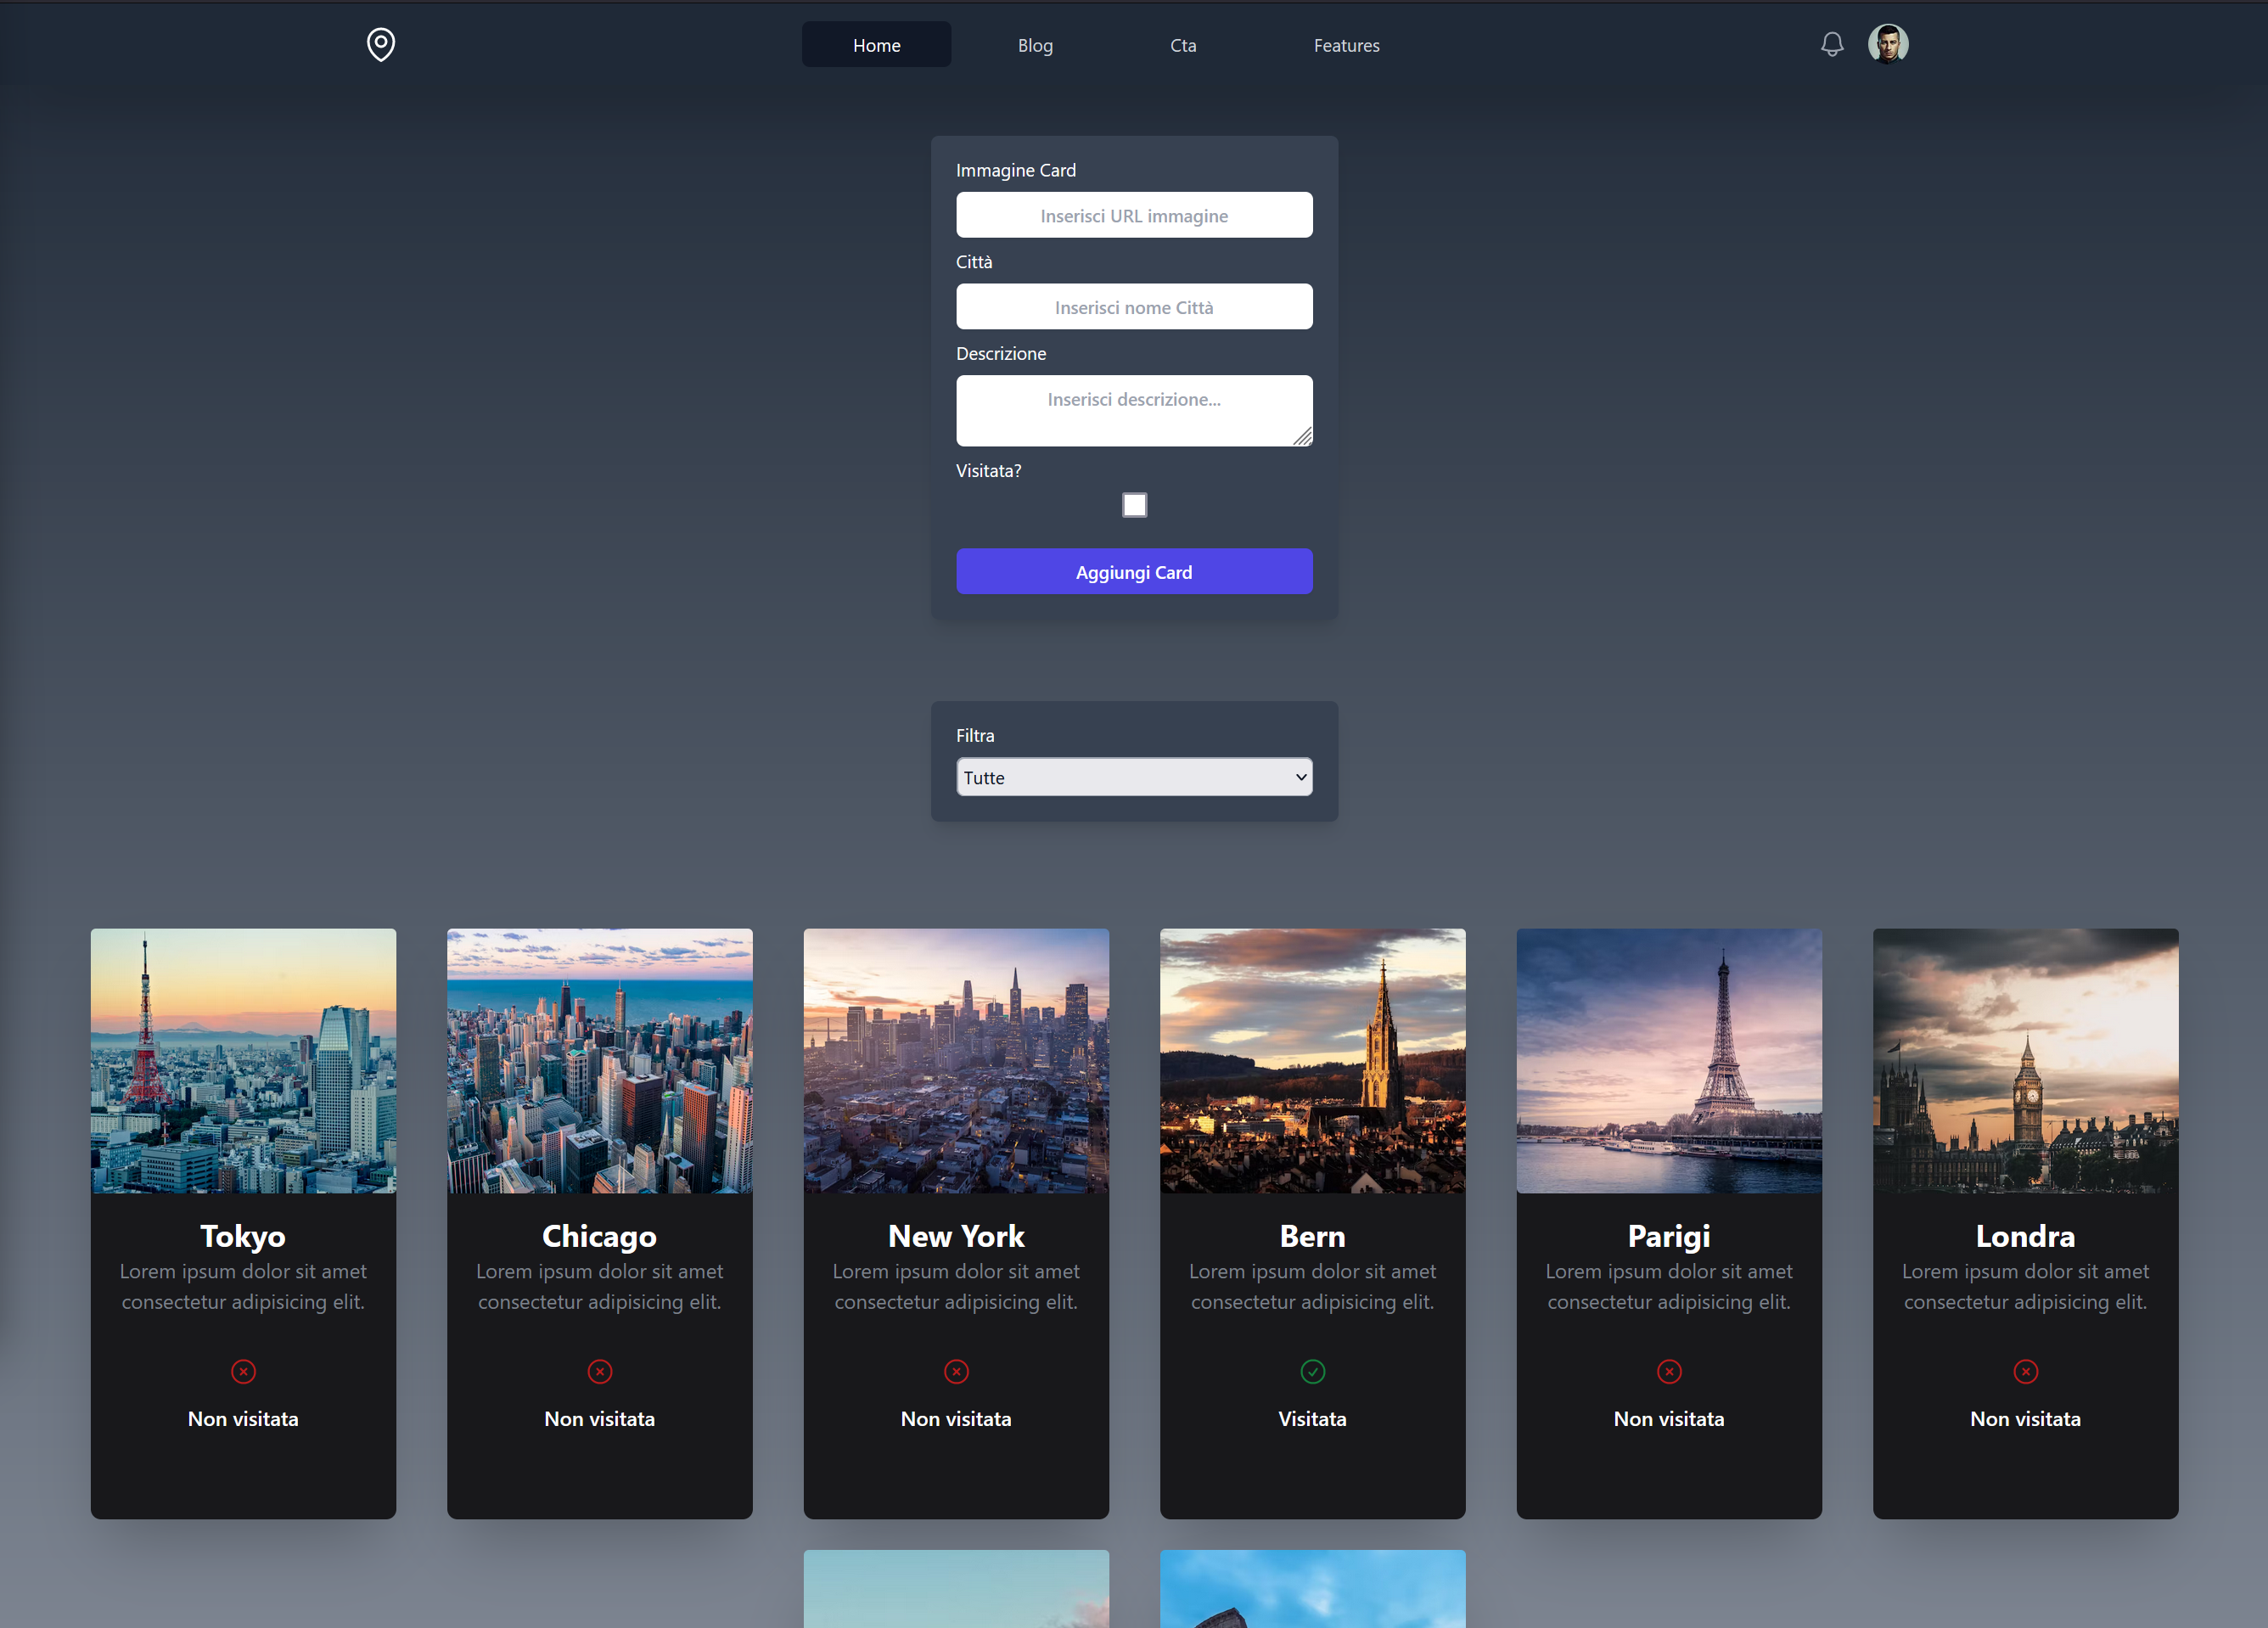 Home
Blog
Cta
Features
Immagine Card
Inserisci URL immagine
Città
Inserisci nome Città
Descrizione
Inserisci descrizione...
Visitata?
Aggiungi Card
Filtra
Tutte
Tokyo
Lorem ipsum dolor sit amet
consectetur adipisicing elit.
Non visitata
Chicago
Lorem ipsum dolor sit amet
consectetur adipisicing elit.
Non visitata
New York
Lorem ipsum dolor sit amet
consectetur adipisicing elit.
Non visitata
Bern
Lorem ipsum dolor sit amet
consectetur adipisicing elit.
Visitata
Parigi
Lorem ipsum dolor sit amet
consectetur adipisicing elit.
Non visitata
Londra
Lorem ipsum dolor sit amet
consectetur adipisicing elit.
Non visitata